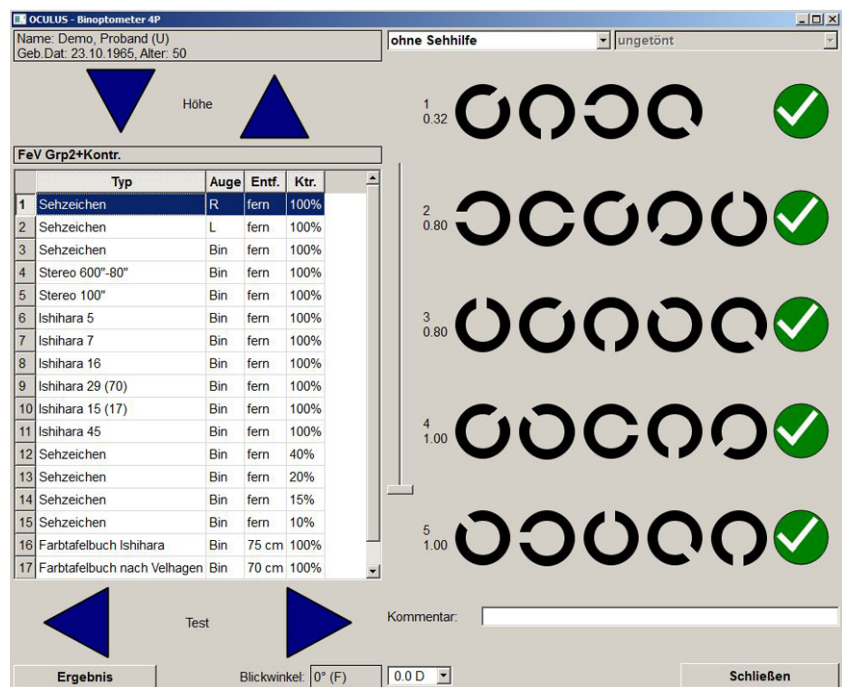 OCULUS - Binoptometer 4P
Name: Demo, Proband (U)
Geb.Dat: 23.10.1965, Alter: 50
ohne Sehhilfe
ungetönt
Höhe
FeV Grp2+Kontr.
Typ Auge Entf. Ktr.
1 Sehzeichen R fern 100%
2 Sehzeichen L fern 100%
3 Sehzeichen Bin fern 100%
4 Stereo 600"-80" Bin fern 100%
5 Stereo 100" Bin fern 100%
6 Ishihara 5 Bin fern 100%
7 Ishihara 7 Bin fern 100%
8 Ishihara 16 Bin fern 100%
9 Ishihara 29 (70) Bin fern 100%
10 Ishihara 15 (17) Bin fern 100%
11 Ishihara 45 Bin fern 100%
12 Sehzeichen Bin fern 40%
13 Sehzeichen Bin fern 20%
14 Sehzeichen Bin fern 15%
15 Sehzeichen Bin fern 10%
16 Farbtafelbuch Ishihara Bin 75 cm 100%
17 Farbtafelbuch nach Velhagen Bin 70 cm 100%
1
0.32
2
0.80
3
0.80
4
1.00
5
1.00
Test
Kommentar:
Ergebnis
Blickwinkel: 0° (F)
0.0 D
Schließen